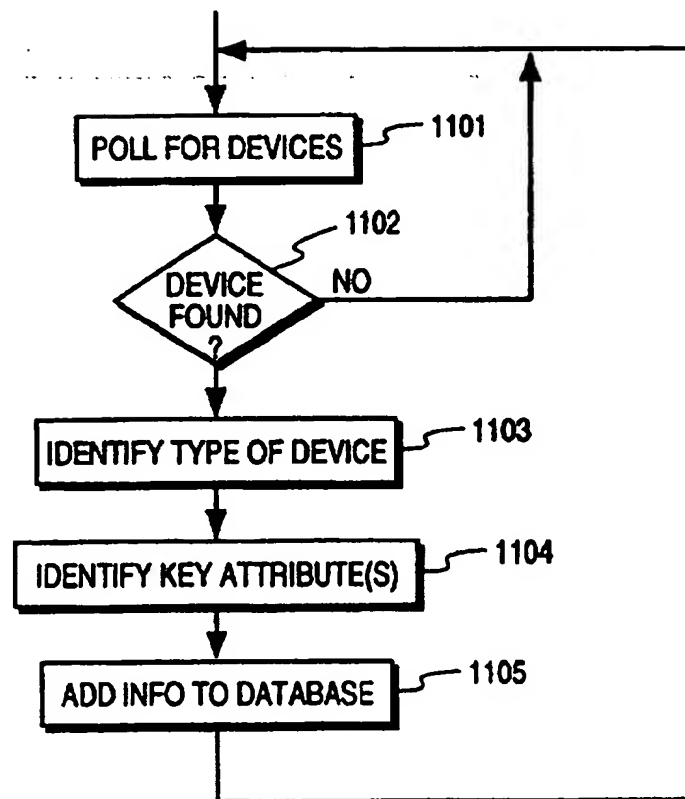 POLL FOR DEVICES
1101
1102
DEVICE
FOUND
?
NO
IDENTIFY TYPE OF DEVICE
1103
IDENTIFY KEY ATTRIBUTE(S)
1104
ADD INFO TO DATABASE
1105